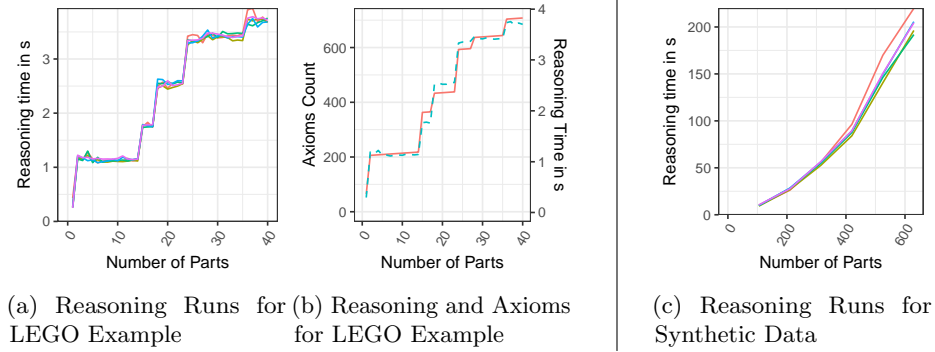 Reasoning time in s
3
2
1
0
0
10
20
30
40
Number of Parts
Axioms Count
600
400
200
0
4
3
2
1
0
Reasoning Time in s
0
10
20
30
40
Number of Parts
Reasoning time in s
200
150
100
50
0
0
200
400
600
Number of Parts
(a) Reasoning Runs for
LEGO Example
(b) Reasoning and Axioms
for LEGO Example
(c) Reasoning Runs for
Synthetic Data